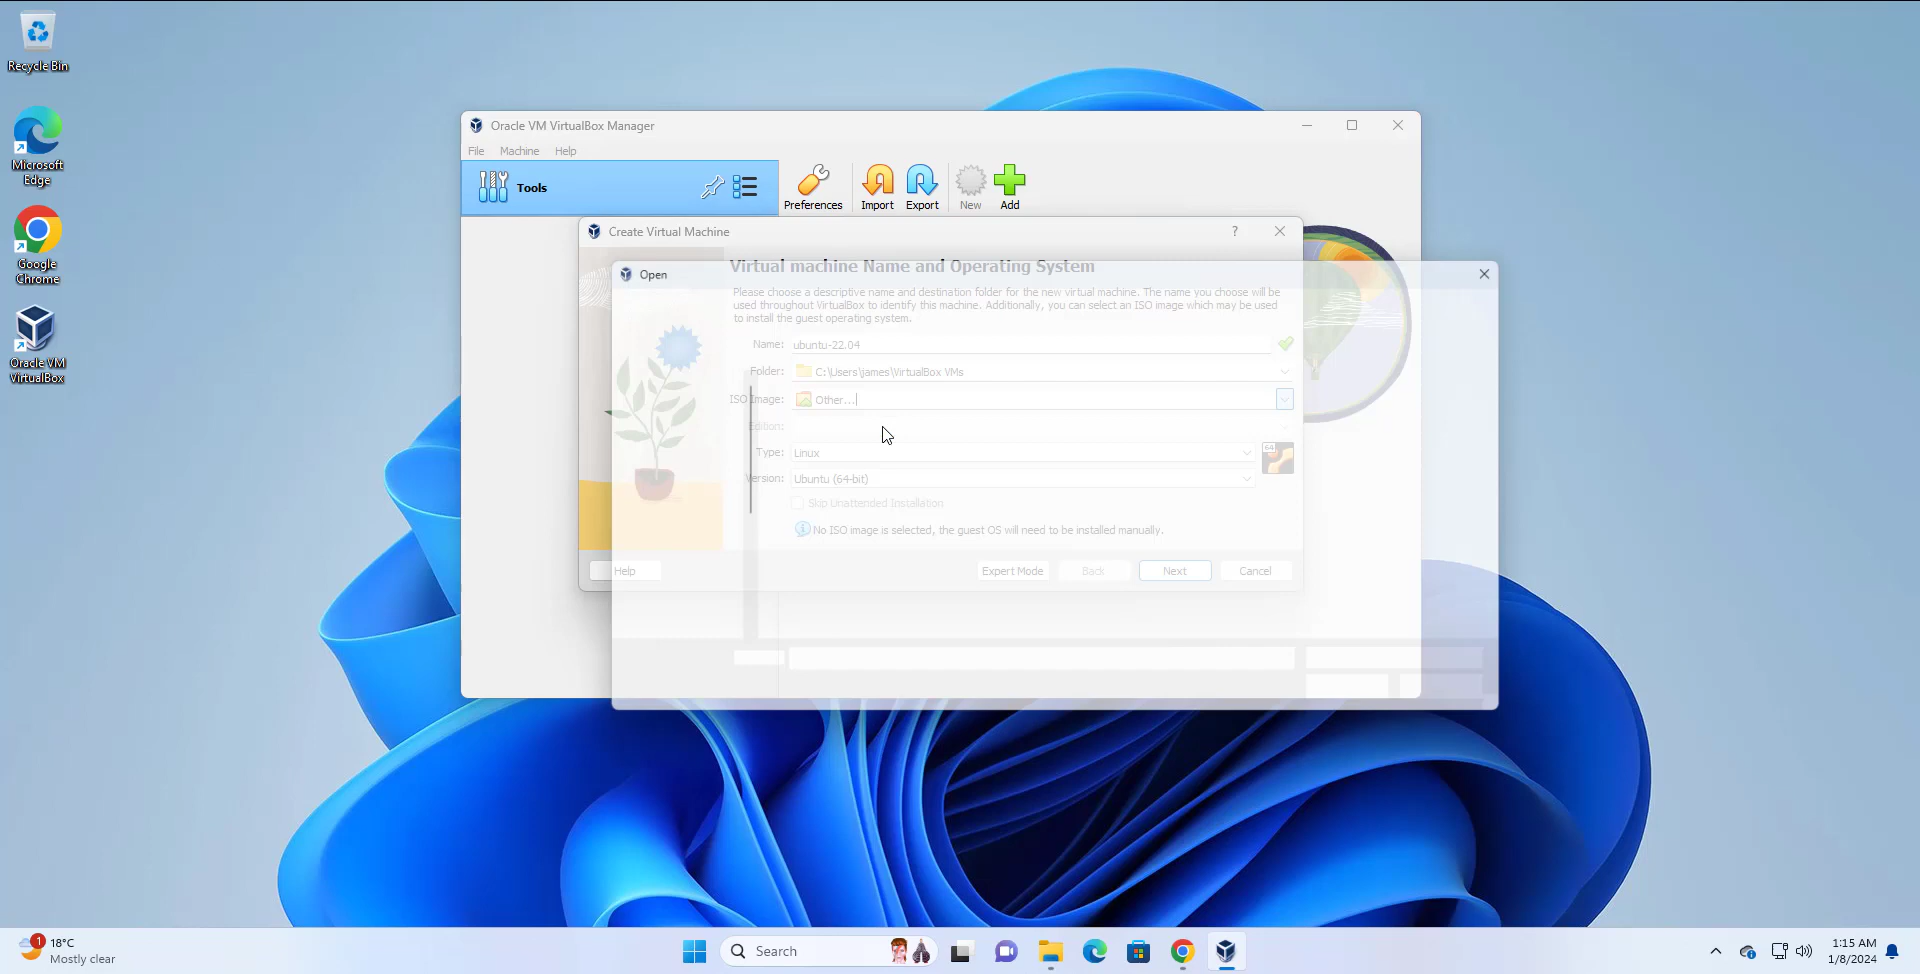 Recycle Bin
Microsoft
Edge
Google
Chrome
Oracle VM
VirtualBox
Oracle VM VirtualBox Manager
File Machine Help
Tools
Preferences Import Export New Add
Create Virtual Machine
?
Open
Virtual machine Name and Operating System
Please choose a descriptive name and destination folder for the new virtual machine. The name you choose will be
used throughout VirtualBox to identify this machine. Additionally, you can select an ISO image which may be used
to install the guest operating system.
Name: ubuntu-22.04
Folder: C:\Users\james\VirtualBox VMs
ISO Image: Other...
Edition:
Type: Linux
64
Version: Ubuntu (64-bit)
Skip Unattended Installation
No ISO image is selected, the guest OS will need to be installed manually.
Help Expert Mode Back Next Cancel
1
18°C
Mostly clear
Search
1:15 AM
1/8/2024